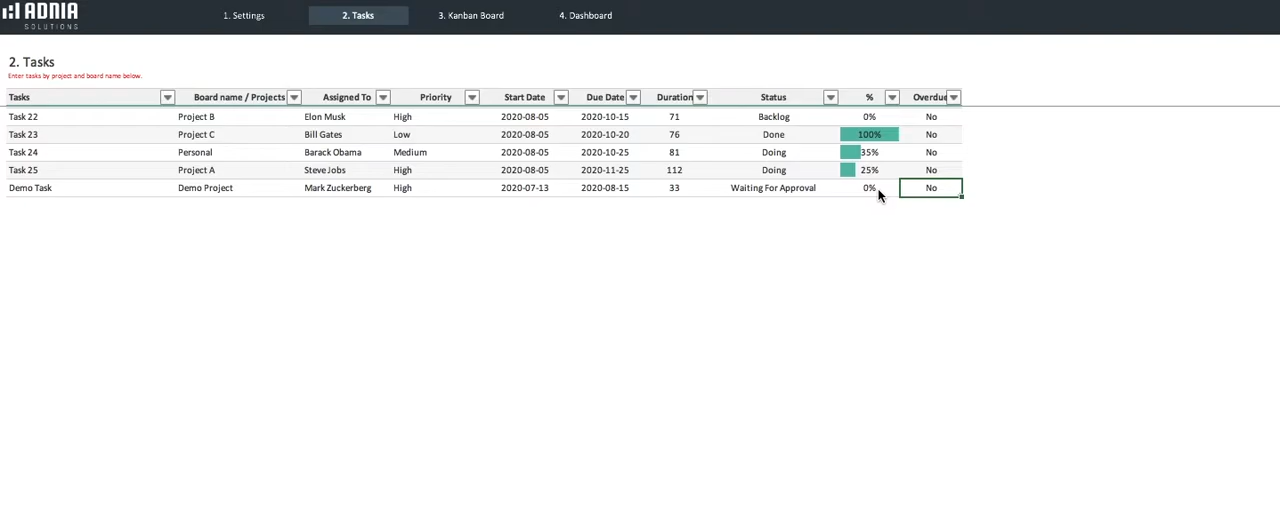 ADNIA
SOLUTIONS
1. Settings 2. Tasks 3. Kanban Board 4. Dashboard
2. Tasks
Enter tasks by project and board name below.
Tasks Board name / Projects Assigned To Priority Start Date Due Date Duration Status % Overdue
Task 22 Project B Elon Musk High 2020-08-05 2020-10-15 71 Backlog 0% No
Task 23 Project C Bill Gates Low 2020-08-05 2020-10-20 76 Done 100% No
Task 24 Personal Barack Obama Medium 2020-08-05 2020-10-25 81 Doing 35% No
Task 25 Project A Steve Jobs High 2020-08-05 2020-11-25 112 Doing 25% No
Demo Task Demo Project Mark Zuckerberg High 2020-07-13 2020-08-15 33 Waiting For Approval 0% No